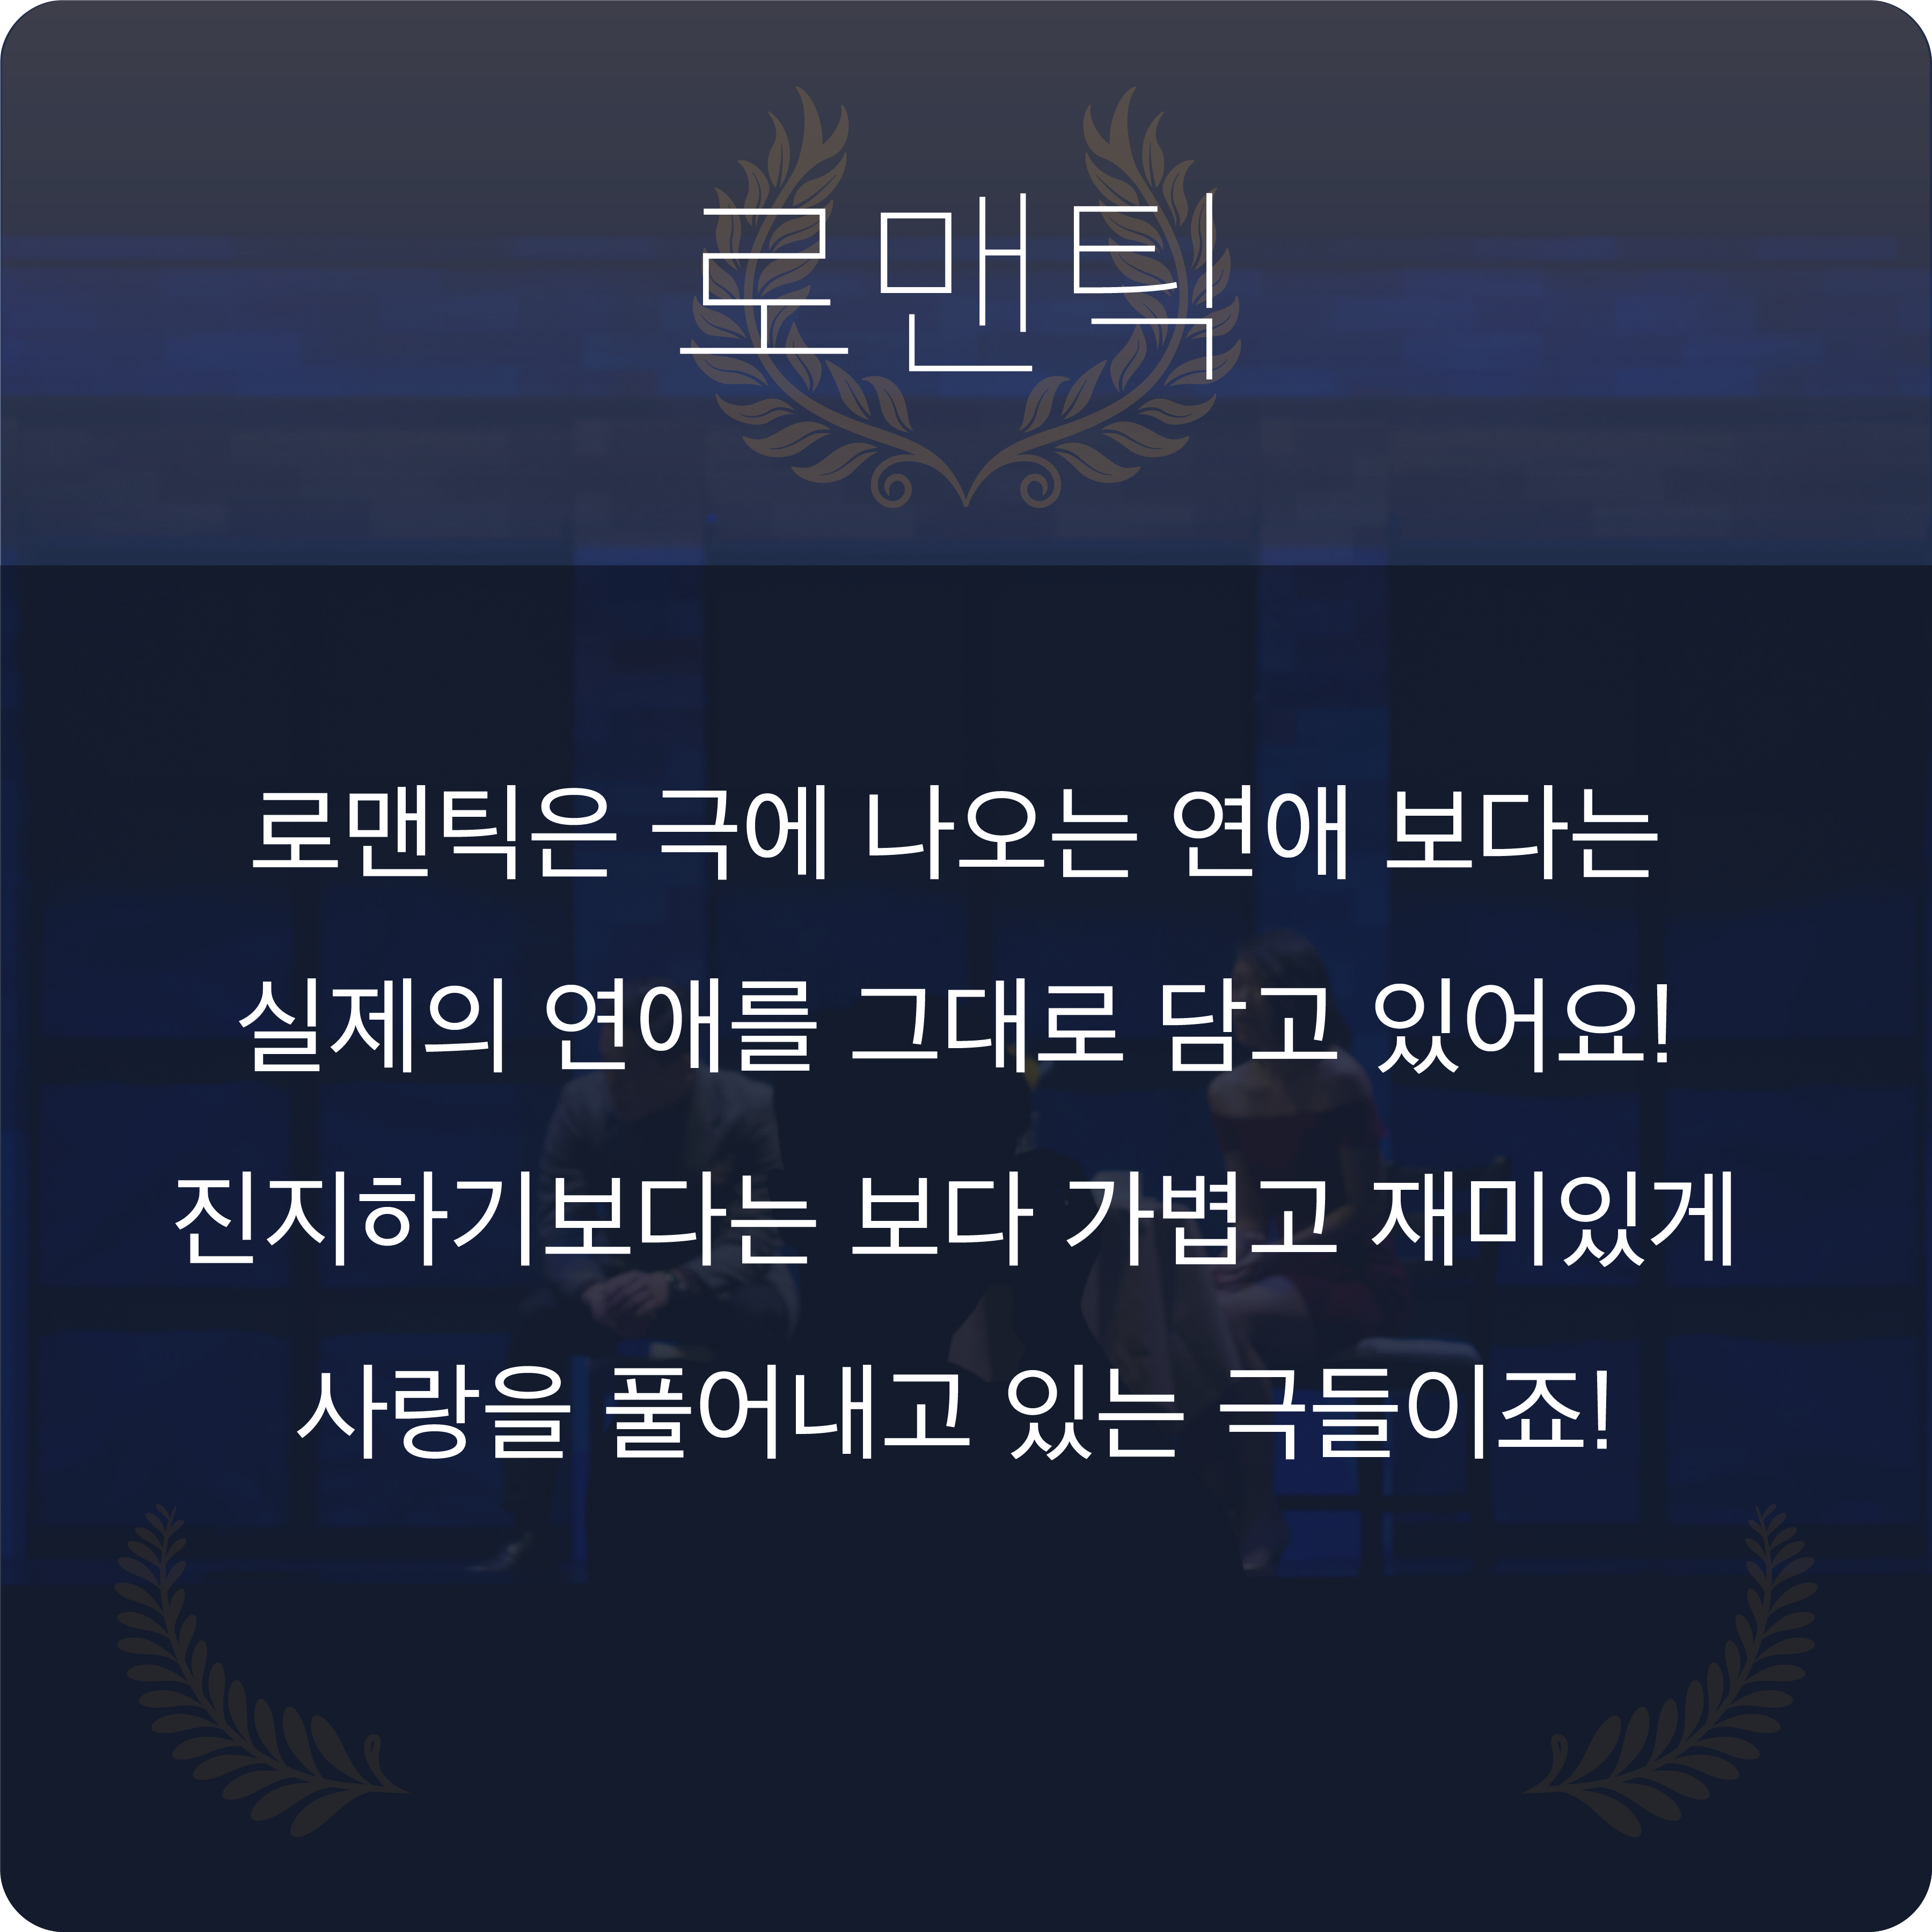 로맨틱
로맨틱은 극에 나오는 연애 보다는
실제의 연애를 그대로 담고 있어요!
진지하기보다는 보다 가볍고 재미있게
사랑을 풀어내고 있는 극들이죠!